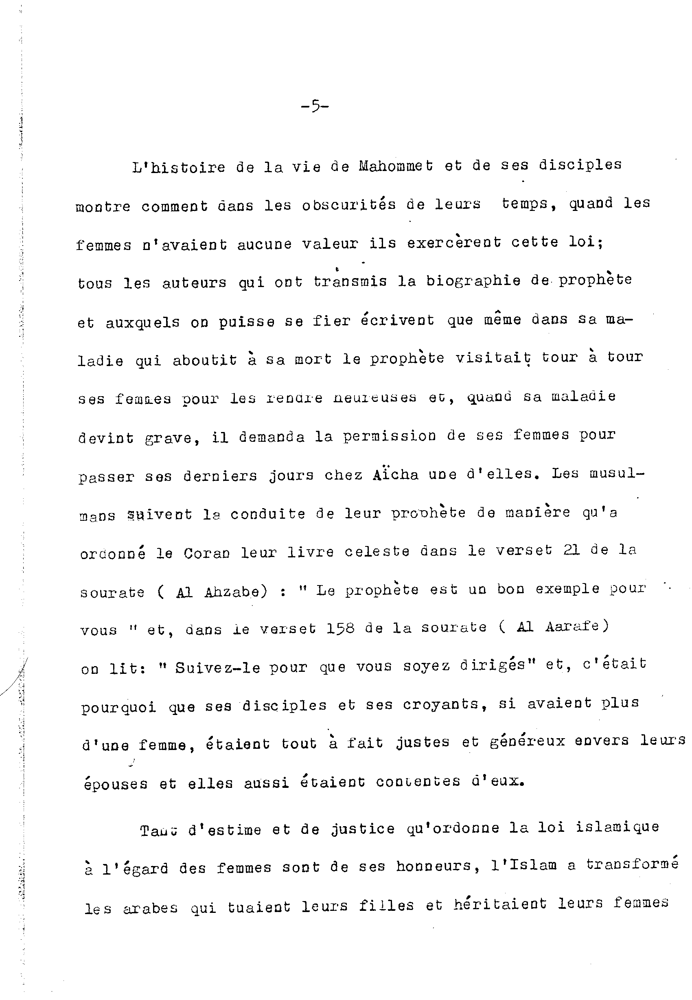 -5-
L'histoire de la vie de Mahommet et de ses disciples
montre comment dans les obscurités de leurs temps, quand les
femmes n'avaient aucune valeur ils exercèrent cette loi;
tous les auteurs qui ont transmis la biographie de prophète
et auxquels on puisse se fier écrivent que même dans sa ma-
ladie qui aboutit à sa mort le prophète visitait tour à tour
ses femmes pour les rendre heureuses et, quand sa maladie
devint grave, il demanda la permission de ses femmes pour
passer ses derniers jours chez Aïcha une d'elles. Les musul-
mans suivent la conduite de leur prophète de manière qu'a
ordonné le Coran leur livre celeste dans le verset 21 de la
sourate ( Al Ahzabe) : " Le prophète est un bon exemple pour
vous " et, dans le verset 158 de la sourate ( Al Aarafe)
on lit: " Suivez-le pour que vous soyez dirigés" et, c'était
pourquoi que ses disciples et ses croyants, si avaient plus
d'une femme, étaient tout à fait justes et généreux envers leurs
épouses et elles aussi étaient contentes d'eux.
Tant d'estime et de justice qu'ordonne la loi islamique
à l'égard des femmes sont de ses honneurs, l'Islam a transformé
les arabes qui tuaient leurs filles et héritaient leurs femmes